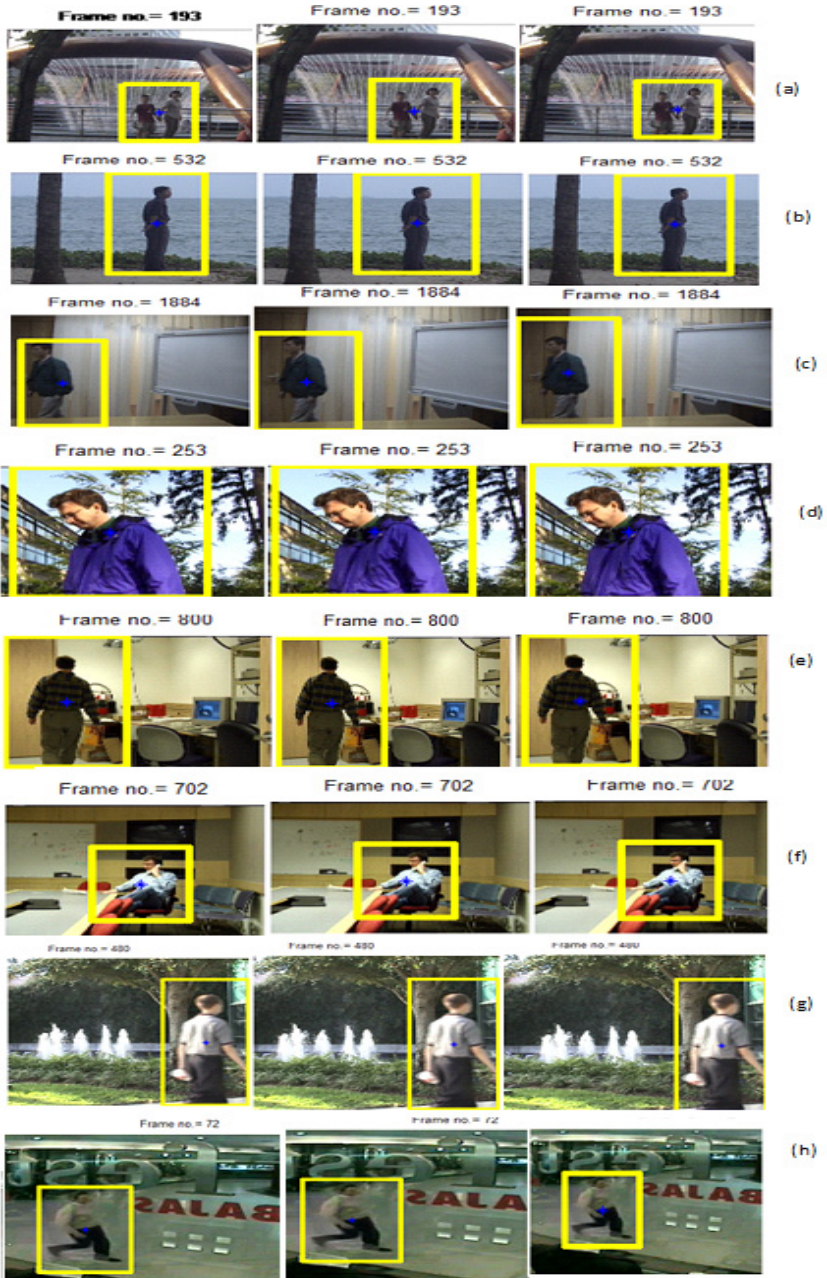 Frame no.= 193 Frame no.= 193 Frame no.= 193
(a)
Frame no.= 532 Frame no.= 532 Frame no.= 532
(b)
Frame no.= 1884 Frame no.= 1884 Frame no.= 1884
(c)
Frame no.= 253 Frame no.= 253 Frame no.= 253
(d)
Frame no.= 800 Frame no.= 800 Frame no.= 800
(e)
Frame no.= 702 Frame no.= 702 Frame no.= 702
(f)
Frame no.= 480 Frame no.= 480 Frame no.= 480
(g)
Frame no.= 72 Frame no.= 72
(h)
BAJAS BAJAS BAJAS